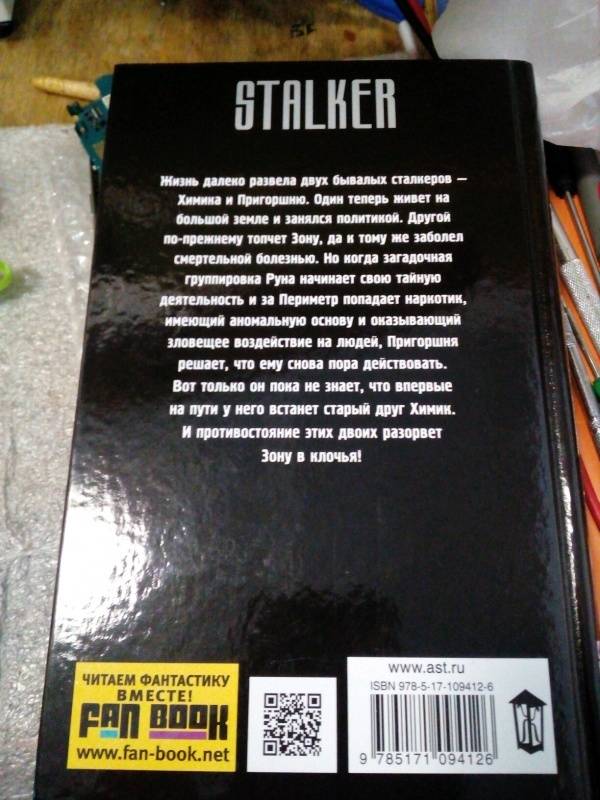 STALKER
Жизнь далеко развела двух бывалых сталкеров –
Химика и Пригоршню. Один теперь живет на
большой земле и занялся политикой. Другой
по-прежнему топчет Зону, да к тому же заболел
смертельной болезнью. Но когда загадочная
группировка Руна начинает свою тайную
деятельность и за Периметр попадает наркотик,
имеющий аномальную основу и оказывающий
зловещее воздействие на людей, Пригоршня
решает, что ему снова пора действовать.
Вот только он пока не знает, что впервые
на пути у него встанет старый друг Химик.
И противостояние этих двоих разорвет
Зону в клочья!
ЧИТАЕМ ФАНТАСТИКУ
ВМЕСТЕ!
FAN BOOK
www.fan-book.net
www.ast.ru
ISBN 978-5-17-109412-6
9 785171 094126